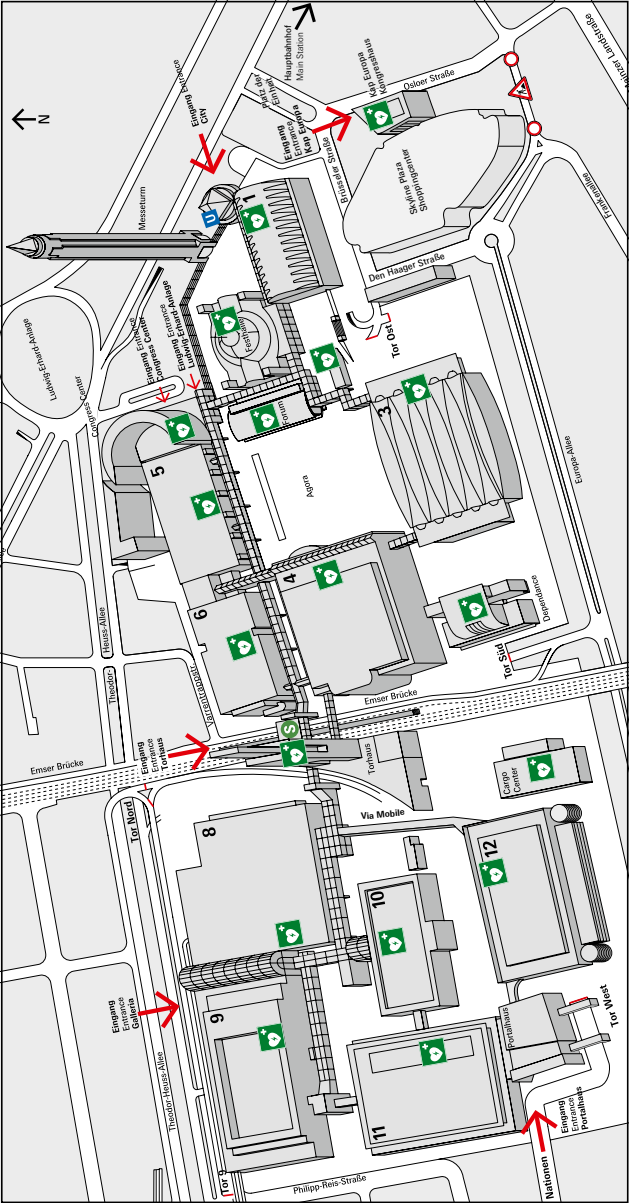 N
Hauptbahnhof
Main Station
Platz der
Einheit
Eingang Entrance
City
Eingang
Entrance
Kap Europa
Kap Europa
Kongresshaus
Osloer Straße
Mainzer Landstraße
Frankenallee
Brüsseler Straße
Skyline Plaza
Shoppingcenter
Den Haager Straße
Messeturm
U
1
Ludwig-Erhard-Anlage
Festhalle
Eingang Entrance
Congress Center
Eingang Entrance
Ludwig-Erhard-Anlage
Congress Center
Tor Ost
Forum
3
5
Agora
Europa-Allee
6
4
Dependance
Tor Süd
Theodor-
Heuss-Allee
Varrentrappstr.
Emser Brücke
S
Eingang
Entrance
Torhaus
Emser Brücke
Torhaus
Tor Nord
Cargo
Center
Via Mobile
8
12
10
Eingang
Entrance
Galleria
9
11
Portalhaus
Tor West
Theodor-Heuss-Allee
Eingang
Entrance
Portalhaus
Nationen
Tor 9
Philipp-Reis-Straße